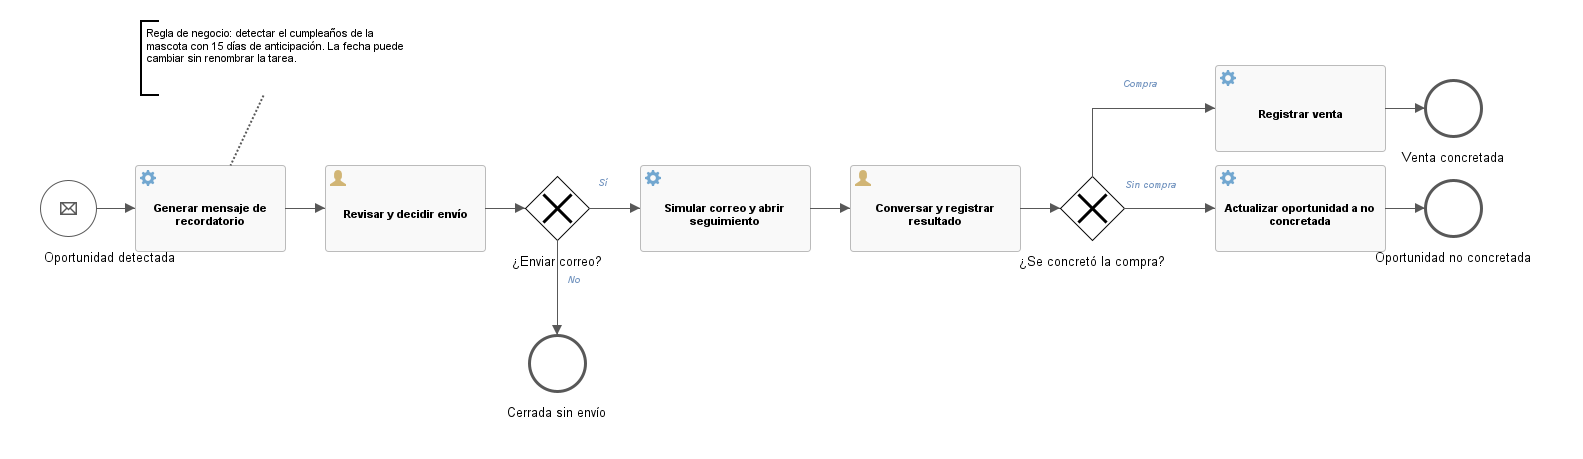 Regla de negocio: detectar el cumpleaños de la
mascota con 15 días de anticipación. La fecha puede
cambiar sin renombrar la tarea.
Oportunidad detectada
Generar mensaje de
recordatorio
Revisar y decidir envío
¿Enviar correo?
Sí
No
Cerrada sin envío
Simular correo y abrir
seguimiento
Conversar y registrar
resultado
¿Se concretó la compra?
Compra
Registrar venta
Venta concretada
Sin compra
Actualizar oportunidad a no
concretada
Oportunidad no concretada